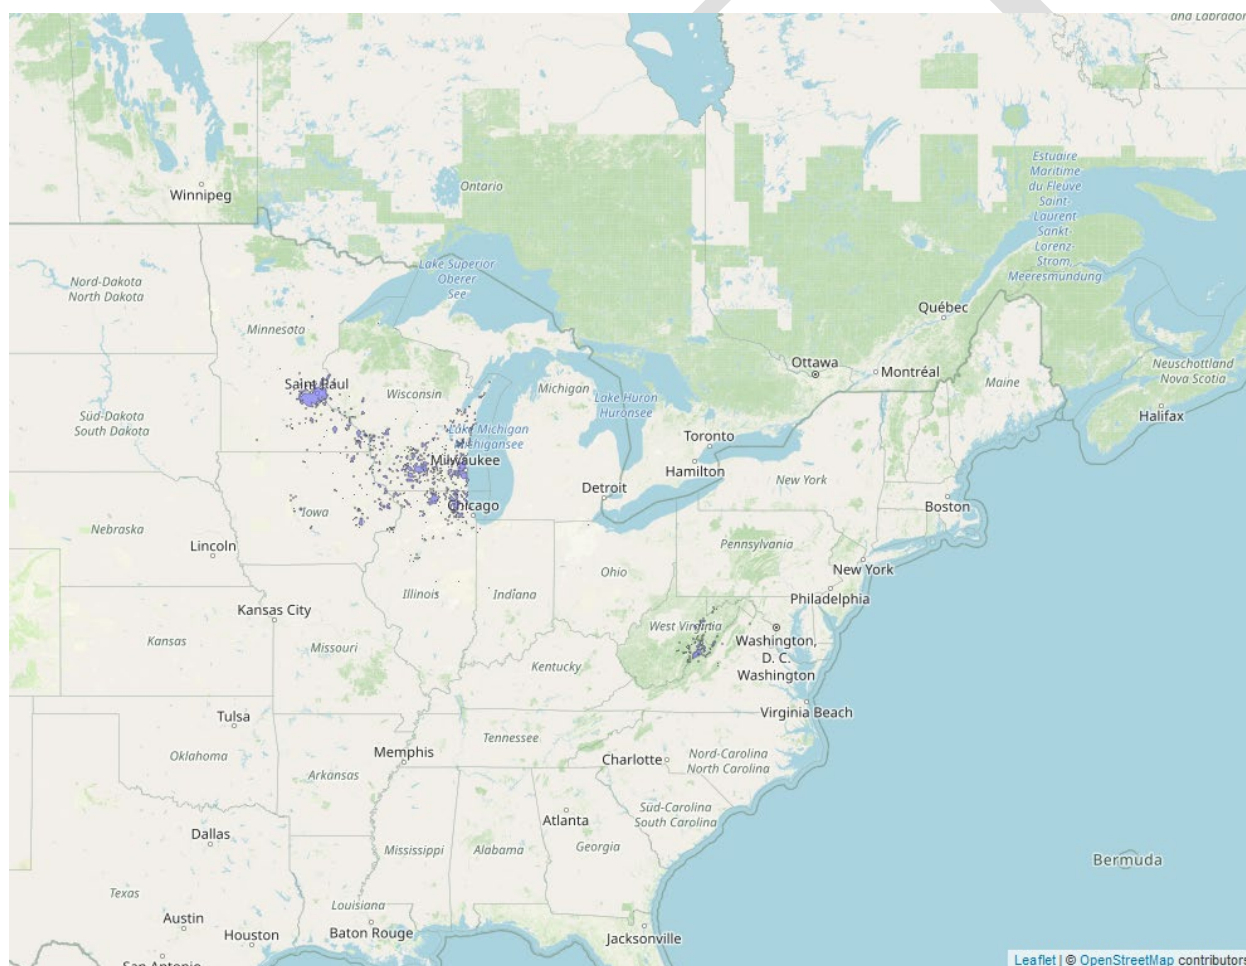 and Labrador
Winnipeg
Ontario
Estuaire
Maritime
du Fleuve
Saint-
Laurent
Sankt-
Lorenz-
Strom,
Meeresmündung
Nord-Dakota
North Dakota
Lake Superior
Oberer
See
Québec
Minnesota
Ottawa
Montréal
Neuschottland
Nova Scotia
Saint Paul
Wisconsin
Michigan
Lake Huron
Huronsee
Maine
Halifax
Süd-Dakota
South Dakota
Lake Michigan
Michigansee
Toronto
Milwaukee
Hamilton
New York
Detroit
Boston
Iowa
Chicago
Nebraska
Lincoln
Pennsylvania
Ohio
New York
Illinois
Indiana
Philadelphia
Kansas City
West Virginia
Washington,
D. C.
Washington
Kansas
Missouri
Kentucky
Virginia Beach
Tulsa
Tennessee
Oklahoma
Memphis
Charlotte
Nord-Carolina
North Carolina
Arkansas
Süd-Carolina
South Carolina
Atlanta
Dallas
Mississippi
Alabama
Georgia
Bermuda
Texas
Louisiana
Austin
Houston
Baton Rouge
Jacksonville
San Antonio
Leaflet | © OpenStreetMap contributors